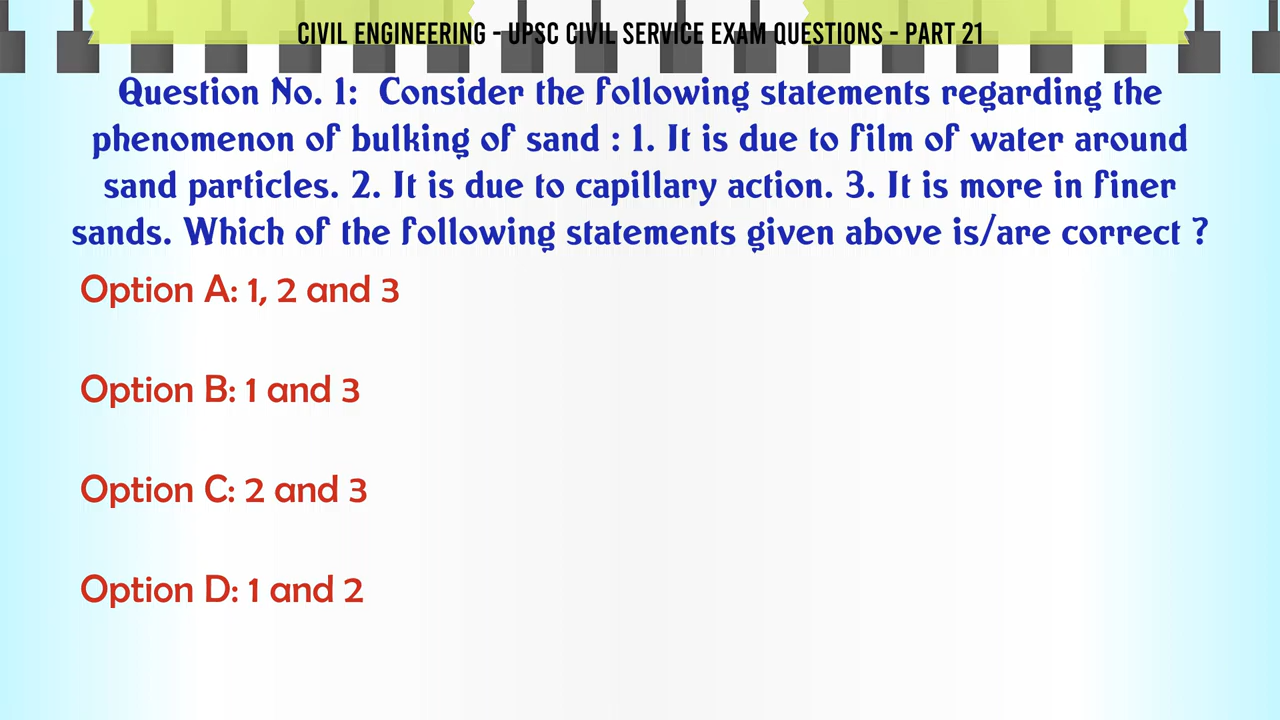 CIVIL ENGINEERING - UPSC CIVIL SERVICE EXAM QUESTIONS - PART 21
Question No. 1: Consider the following statements regarding the
phenomenon of bulking of sand : 1. It is due to film of water around
sand particles. 2. It is due to capillary action. 3. It is more in finer
sands. Which of the following statements given above is/are correct ?
Option A: 1, 2 and 3
Option B: 1 and 3
Option C: 2 and 3
Option D: 1 and 2